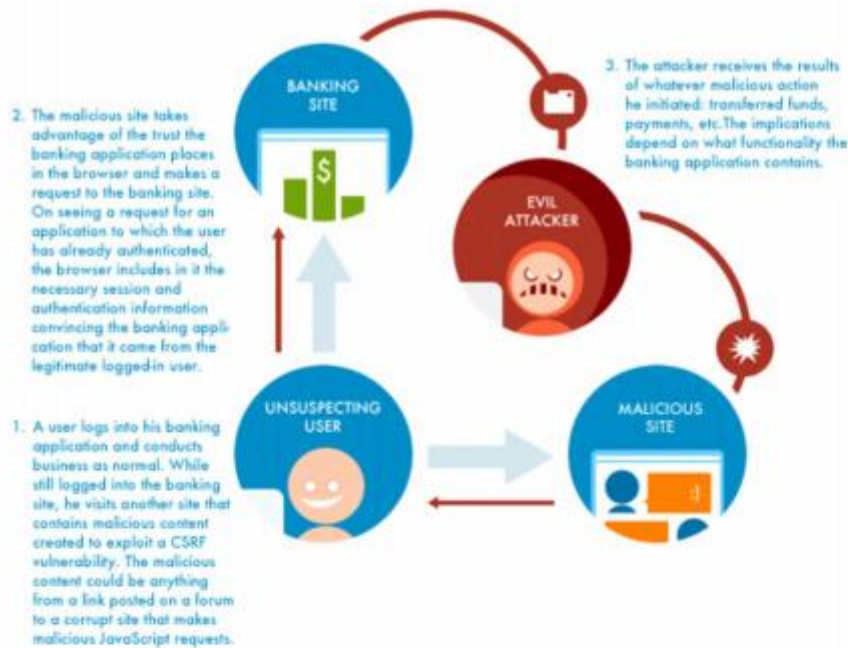 BANKING
SITE
3. The attacker receives the results
of whatever malicious action
he initiated: transferred funds,
payments, etc.The implications
depend on what functionality the
banking application contains.
2. The malicious site takes
advantage of the trust the
banking application places
in the browser and makes a
request to the banking site.
On seeing a request for an
application to which the user
has already authenticated,
the browser includes in it the
necessary session and
authentication information
convincing the banking appli-
cation that it came from the
legitimate logged-in user.
$
EVIL
ATTACKER
UNSUSPECTING
USER
MALICIOUS
SITE
1. A user logs into his banking
application and conducts
business as normal. While
still logged into the banking
site, he visits another site that
contains malicious content
created to exploit a CSRF
vulnerability. The malicious
content could be anything
from a link posted on a forum
to a corrupt site that makes
malicious JavaScript requests.
:)